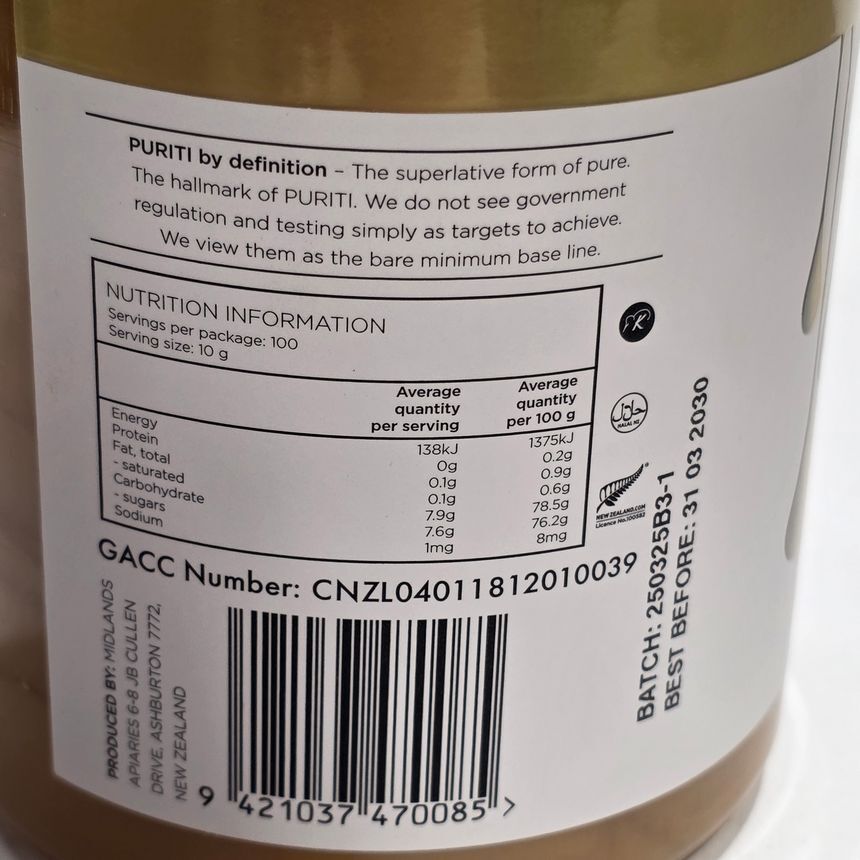 PURITI by definition – The superlative form of pure.
The hallmark of PURITI. We do not see government
regulation and testing simply as targets to achieve.
We view them as the bare minimum base line.
NUTRITION INFORMATION
Servings per package: 100
Serving size: 10 g
Average quantity per serving Average quantity per 100 g
Energy 138kJ 1375kJ
Protein 0g 0.2g
Fat, total 0.1g 0.9g
- saturated 0.1g 0.6g
Carbohydrate 7.9g 78.5g
- sugars 7.6g 76.2g
Sodium 1mg 8mg
K
حلال
HALAL NZ
NEWZEALAND.COM
Licence No.100582
GACC Number: CNZL04011812010039
PRODUCED BY: MIDLANDS
APIARIES 6-8 JB CULLEN
DRIVE, ASHBURTON 7772,
NEW ZEALAND
9 421037 470085 >
BATCH: 250325B3-1
BEST BEFORE: 31 03 2030